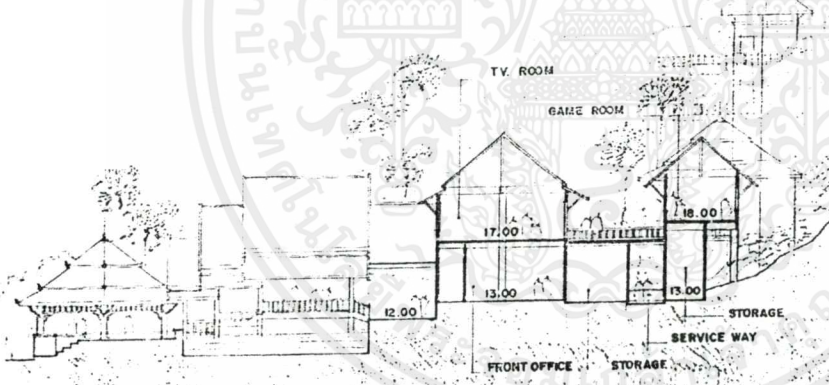 TV. ROOM
GAME ROOM
17.00
18.00
13.00
13.00
12.00
STORAGE
SERVICE WAY
FRONT OFFICE
STORAGE